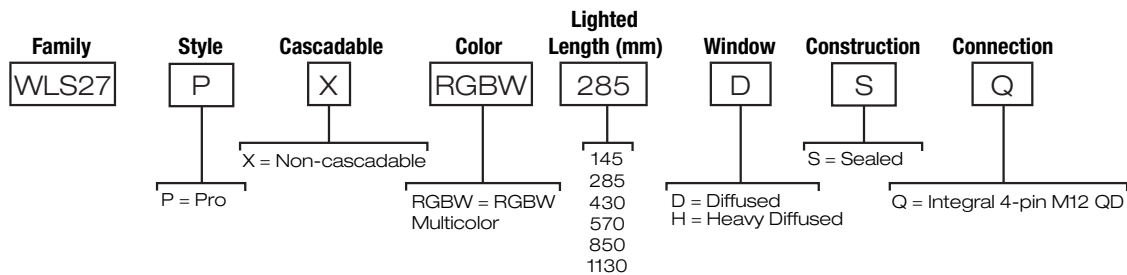 Family
Style
Cascadable
Color
Lighted
Length (mm)
Window
Construction
Connection
WLS27
P
X
RGBW
285
D
S
Q
X = Non-cascadable
S = Sealed
P = Pro
RGBW = RGBW
Multicolor
145
285
430
570
850
1130
D = Diffused
H = Heavy Diffused
Q = Integral 4-pin M12 QD